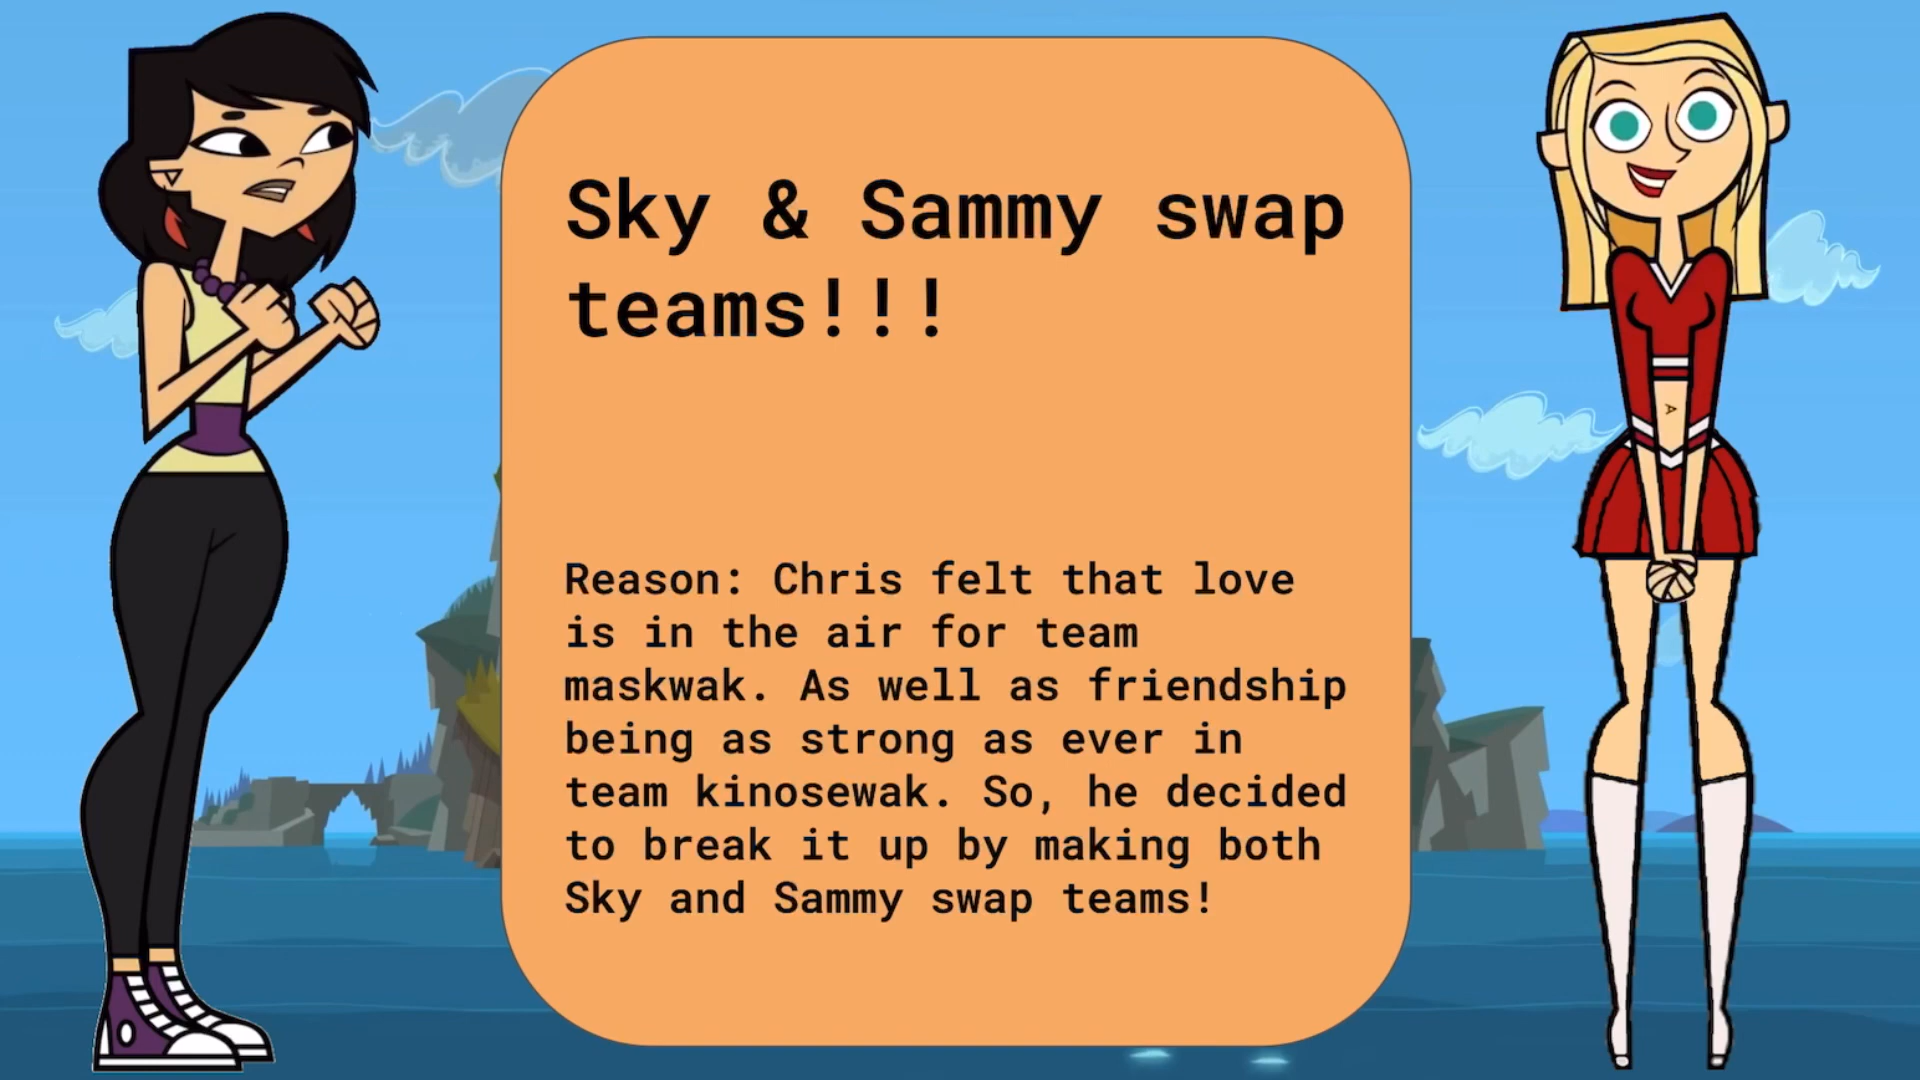 Sky & Sammy swap
teams!!!
Reason: Chris felt that love
is in the air for team
maskwak. As well as friendship
being as strong as ever in
team kinosewak. So, he decided
to break it up by making both
Sky and Sammy swap teams!